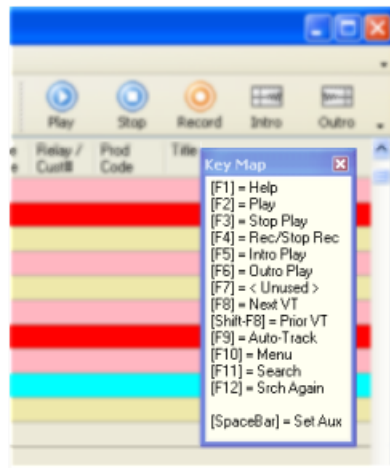 Play Stop Record Intro Outro
Relay / Prod Title
Code
Key Map
[F1] = Help
[F2] = Play
[F3] = Stop Play
[F4] = Rec/Stop Rec
[F5] = Intro Play
[F6] = Outro Play
[F7] = < Unused >
[F8] = Next VT
[Shift-F8] = Prior VT
[F9] = Auto-Track
[F10] = Menu
[F11] = Search
[F12] = Srch Again
[SpaceBar] = Set Aux